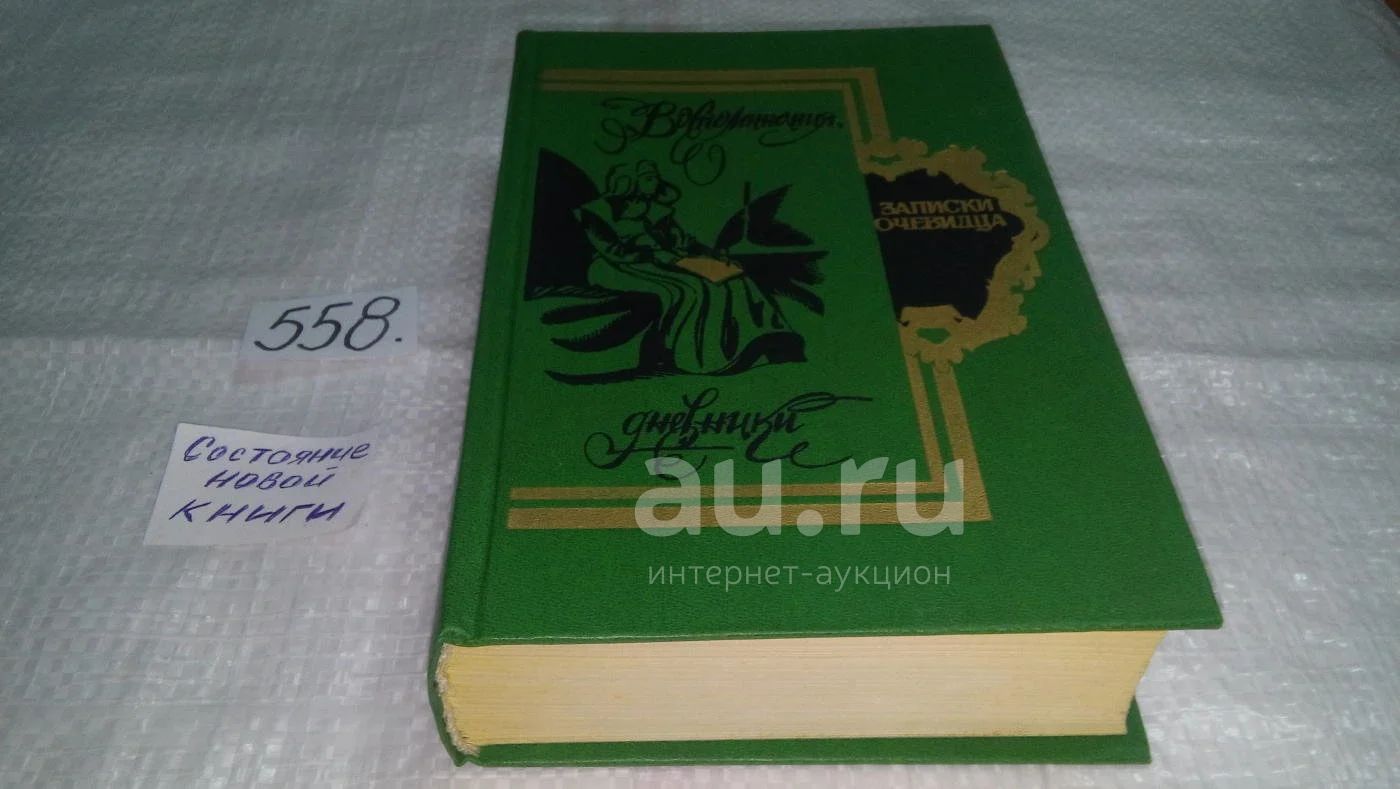 Воспоминания,
ЗАПИСКИ
ОЧЕВИДЦА
558.
дневники
Состояние
новой
книги
au.ru
интернет-аукцион